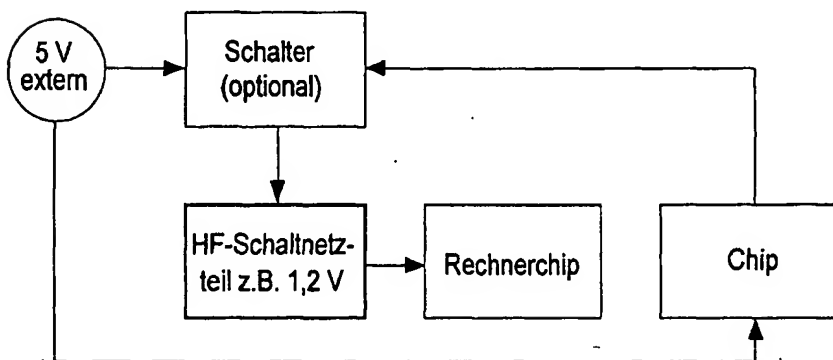 5 V
extern
Schalter
(optional)
HF-Schaltnetz-
teil z.B. 1,2 V
Rechnerchip
Chip